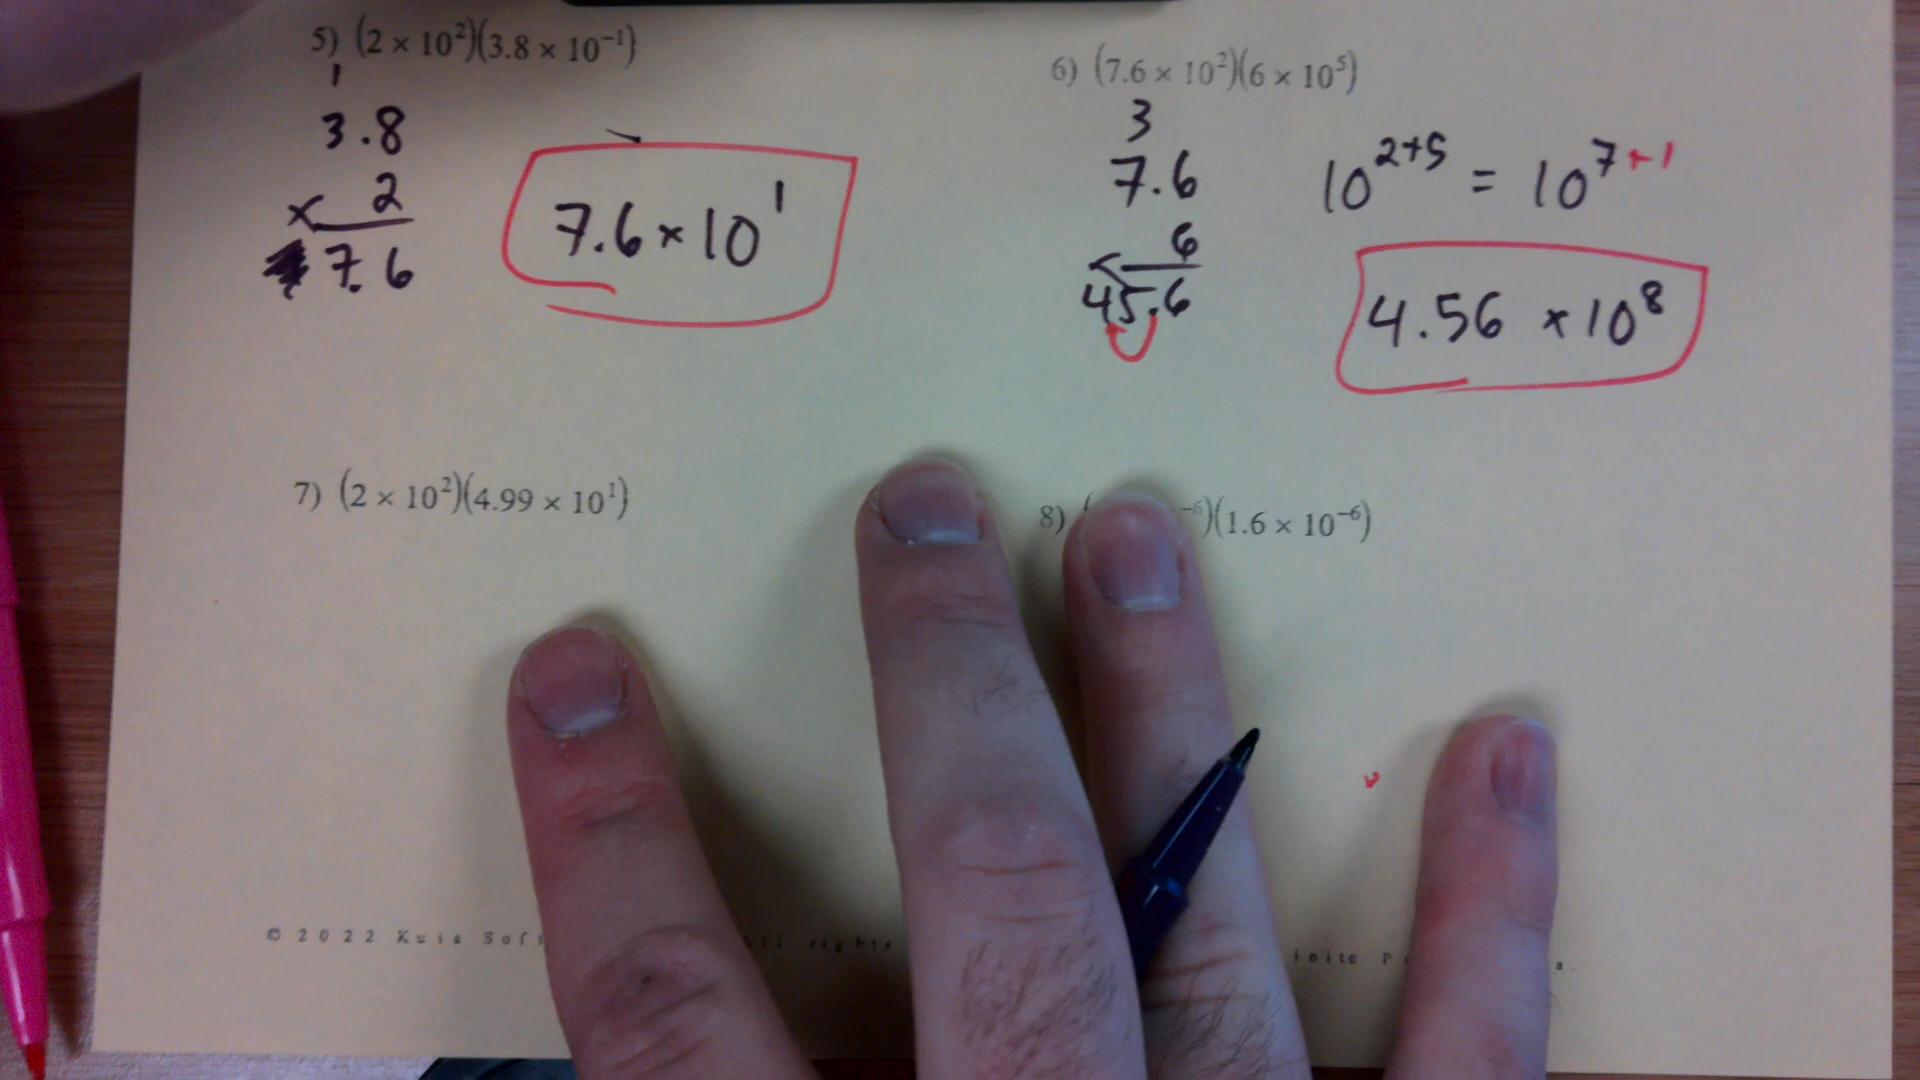 5) (2 × 10²)(3.8 × 10⁻¹)
1
3.8
× 2
7.6
7.6 × 10¹
6) (7.6 × 10²)(6 × 10⁵)
3
7.6
6
45.6
10²⁺⁵ = 10⁷⁺¹
4.56 × 10⁸
7) (2 × 10²)(4.99 × 10¹)
8) ( ⁻⁶)(1.6 × 10⁻⁶)
© 2022 Kuta rights